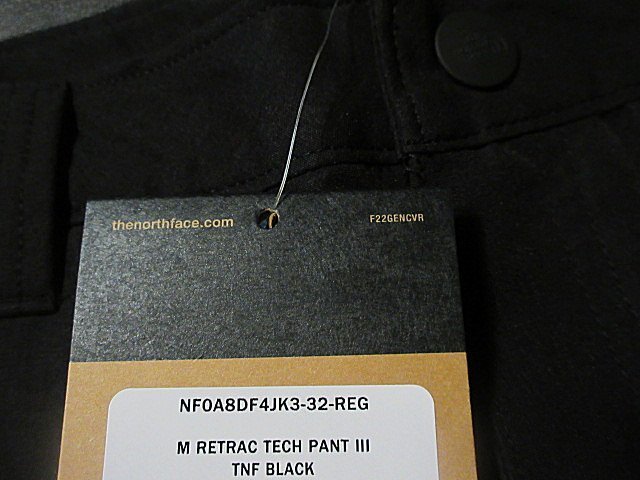 thenorthface.com
F22GENCVR
NF0A8DF4JK3-32-REG
M RETRAC TECH PANT III
TNF BLACK